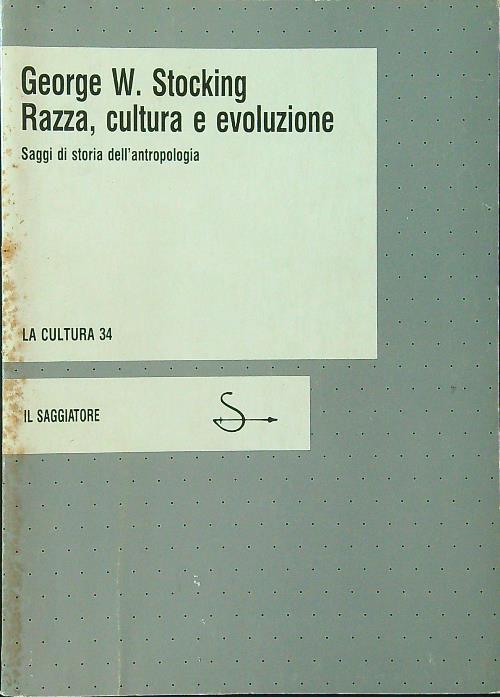 George W. Stocking
Razza, cultura e evoluzione
Saggi di storia dell'antropologia
LA CULTURA 34
IL SAGGIATORE